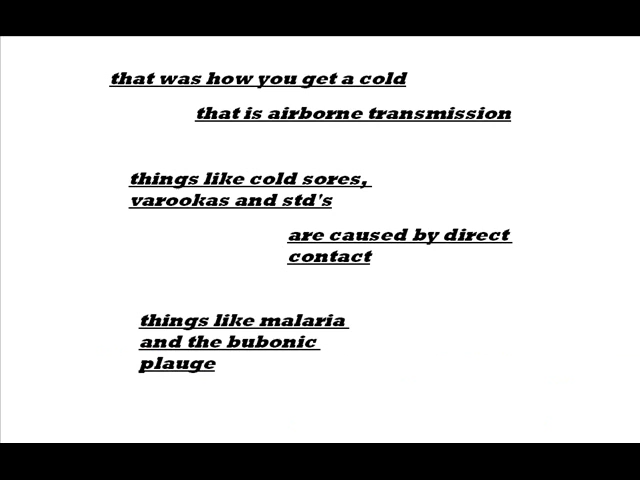 that was how you get a cold
that is airborne transmission
things like cold sores,
varookas and std's
are caused by direct
contact
things like malaria
and the bubonic
plauge